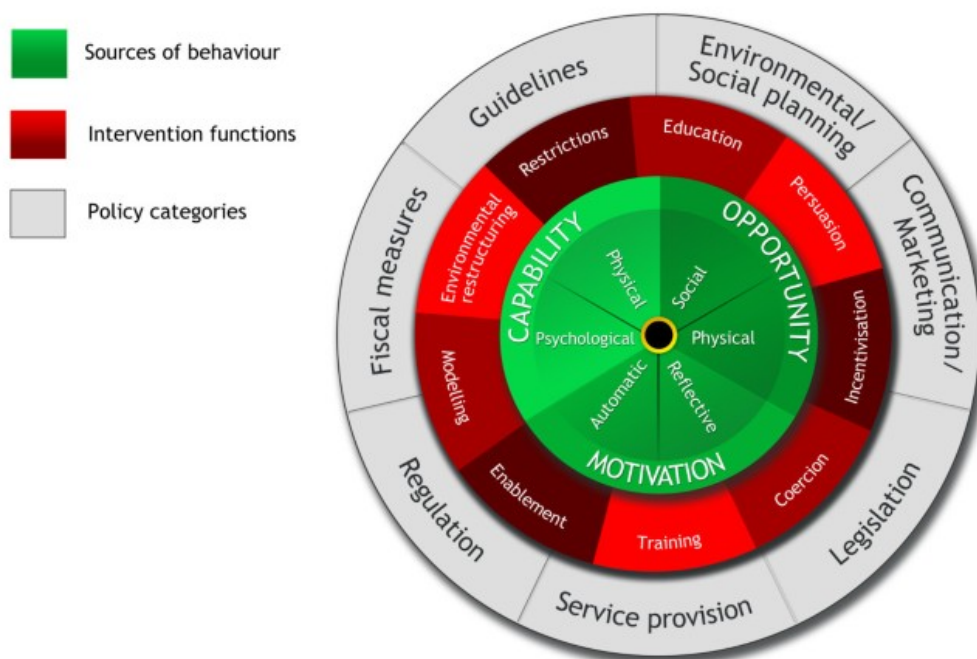 Sources of behaviour
Intervention functions
Policy categories
Guidelines
Environmental/
Social planning
Communication/
Marketing
Legislation
Service provision
Regulation
Fiscal measures
Restrictions
Education
Persuasion
Incentivisation
Coercion
Training
Enablement
Modelling
Environmental
restructuring
CAPABILITY
OPPORTUNITY
MOTIVATION
Physical
Social
Psychological
Physical
Automatic
Reflective